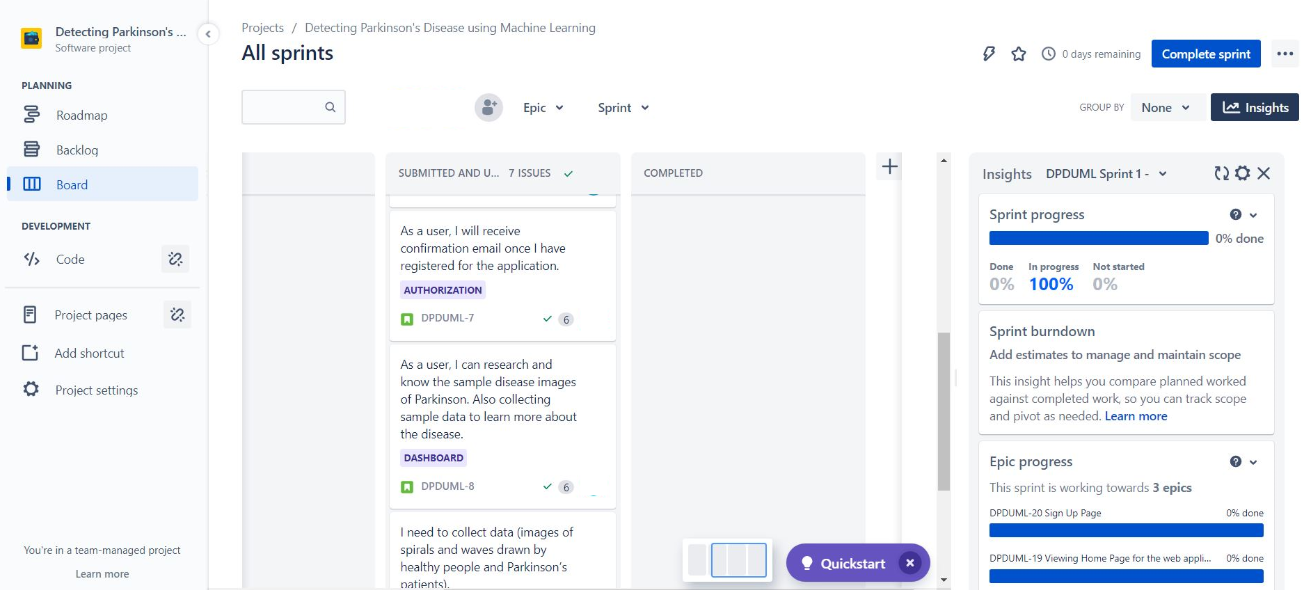 Detecting Parkinson's ...
Software project
PLANNING
Roadmap
Backlog
Board
DEVELOPMENT
Code
Project pages
Add shortcut
Project settings
You're in a team-managed project
Learn more
Projects / Detecting Parkinson's Disease using Machine Learning
All sprints
0 days remaining
Complete sprint
Epic
Sprint
GROUP BY
None
Insights
SUBMITTED AND U... 7 ISSUES
As a user, I will receive
confirmation email once I have
registered for the application.
AUTHORIZATION
DPDUML-7
6
As a user, I can research and
know the sample disease images
of Parkinson. Also collecting
sample data to learn more about
the disease.
DASHBOARD
DPDUML-8
6
I need to collect data (images of
spirals and waves drawn by
healthy people and Parkinson's
patients).
COMPLETED
Quickstart
Insights DPDUML Sprint 1 -
Sprint progress
0% done
Done In progress Not started
0% 100% 0%
Sprint burndown
Add estimates to manage and maintain scope
This insight helps you compare planned worked
against completed work, so you can track scope
and pivot as needed. Learn more
Epic progress
This sprint is working towards 3 epics
DPDUML-20 Sign Up Page 0% done
DPDUML-19 Viewing Home Page for the web appli... 0% done